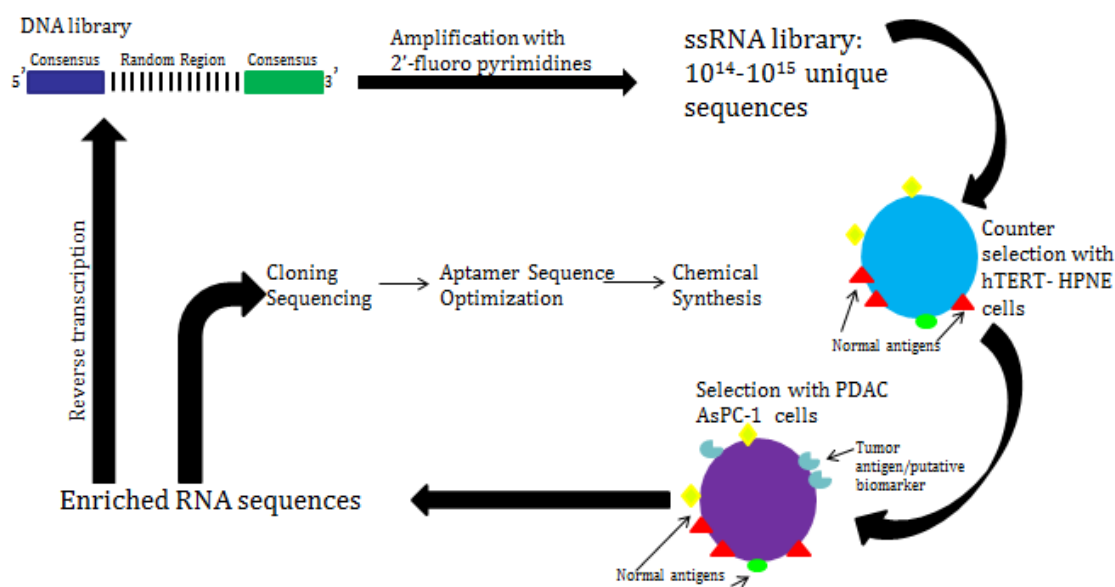 DNA library
5’ Consensus Random Region Consensus 3’
Amplification with
2’-fluoro pyrimidines
ssRNA library:
10¹⁴-10¹⁵ unique
sequences
Counter
selection with
hTERT- HPNE
cells
Normal antigens
Reverse transcription
Cloning
Sequencing
Aptamer Sequence
Optimization
Chemical
Synthesis
Selection with PDAC
AsPC-1 cells
Tumor
antigen/putative
biomarker
Enriched RNA sequences
Normal antigens